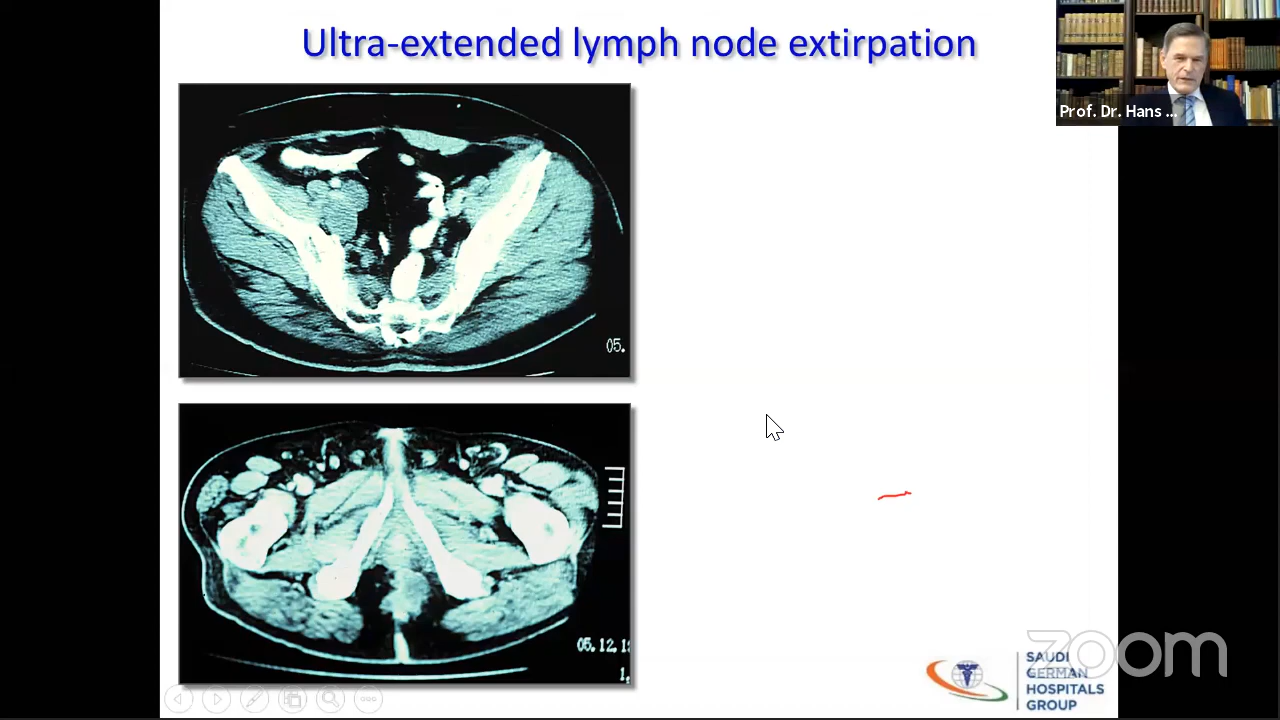 Ultra-extended lymph node extirpation
Prof. Dr. Hans ...
05.
05.12.1
1.
zoom
SAUDI
GERMAN
HOSPITALS
GROUP